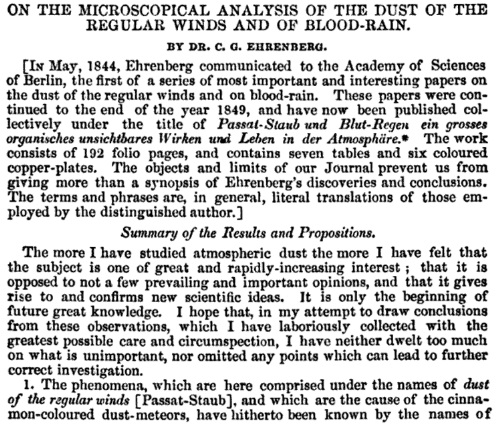 ON THE MICROSCOPICAL ANALYSIS OF THE DUST OF THE
REGULAR WINDS AND OF BLOOD-RAIN.
BY DR. C. G. EHRENBERG.
[IN May, 1844, Ehrenberg communicated to the Academy of Sciences
of Berlin, the first of a series of most important and interesting papers on
the dust of the regular winds and on blood-rain. These papers were con-
tinued to the end of the year 1849, and have now been published col-
lectively under the title of Passat-Staub und Blut-Regen ein grosses
organisches unsichtbares Wirken und Leben in der Atmosphäre.* The work
consists of 192 folio pages, and contains seven tables and six coloured
copper-plates. The objects and limits of our Journal prevent us from
giving more than a synopsis of Ehrenberg's discoveries and conclusions.
The terms and phrases are, in general, literal translations of those em-
ployed by the distinguished author.]
Summary of the Results and Propositions.
The more I have studied atmospheric dust the more I have felt that
the subject is one of great and rapidly-increasing interest; that it is
opposed to not a few prevailing and important opinions, and that it gives
rise to and confirms new scientific ideas. It is only the beginning of
future great knowledge. I hope that, in my attempt to draw conclusions
from these observations, which I have laboriously collected with the
greatest possible care and circumspection, I have neither dwelt too much
on what is unimportant, nor omitted any points which can lead to further
correct investigation.
1. The phenomena, which are here comprised under the names of dust
of the regular winds [Passat-Staub], and which are the cause of the cinna-
mon-coloured dust-meteors, have hitherto been known by the names of